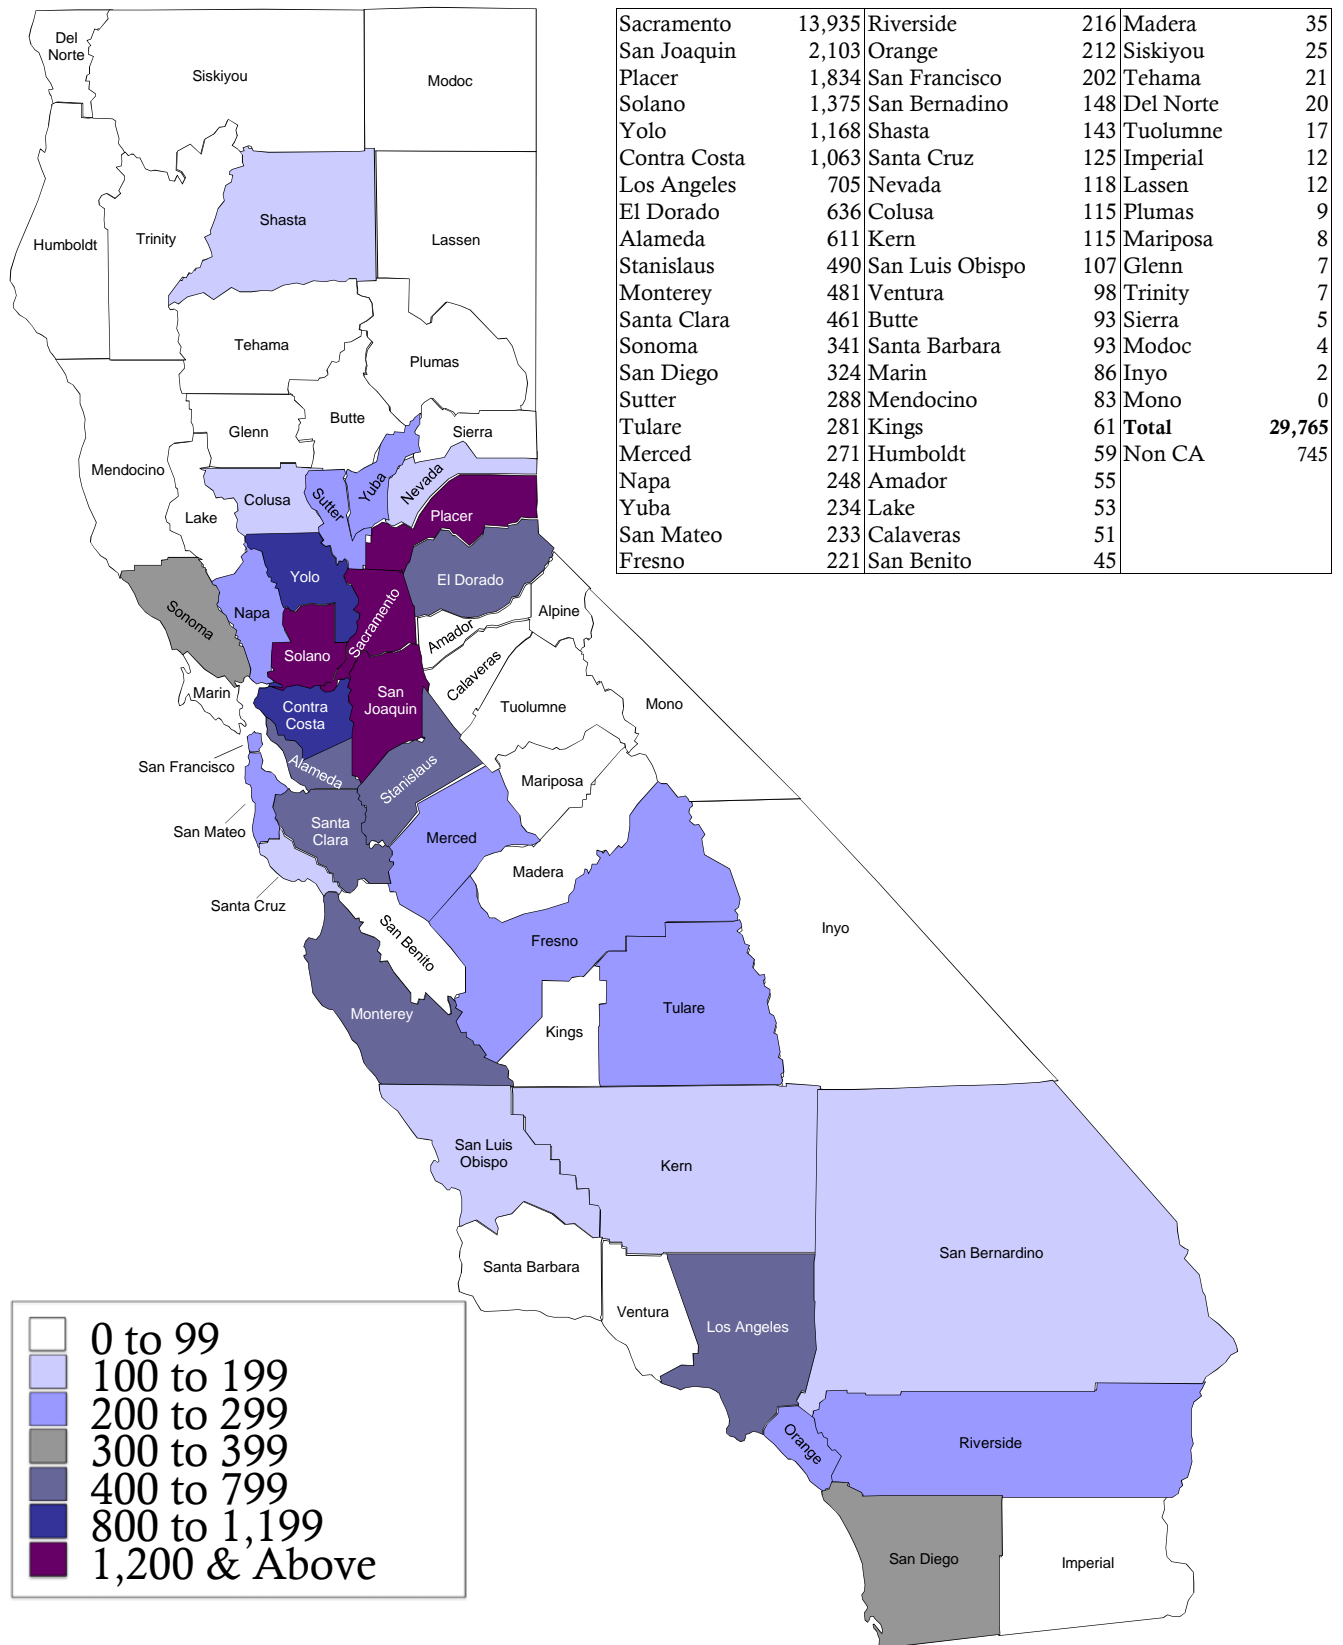 Sacramento 13,935 Riverside 216 Madera 35
San Joaquin 2,103 Orange 212 Siskiyou 25
Placer 1,834 San Francisco 202 Tehama 21
Solano 1,375 San Bernadino 148 Del Norte 20
Yolo 1,168 Shasta 143 Tuolumne 17
Contra Costa 1,063 Santa Cruz 125 Imperial 12
Los Angeles 705 Nevada 118 Lassen 12
El Dorado 636 Colusa 115 Plumas 9
Alameda 611 Kern 115 Mariposa 8
Stanislaus 490 San Luis Obispo 107 Glenn 7
Monterey 481 Ventura 98 Trinity 7
Santa Clara 461 Butte 93 Sierra 5
Sonoma 341 Santa Barbara 93 Modoc 4
San Diego 324 Marin 86 Inyo 2
Sutter 288 Mendocino 83 Mono 0
Tulare 281 Kings 61 Total 29,765
Merced 271 Humboldt 59 Non CA 745
Napa 248 Amador 55
Yuba 234 Lake 53
San Mateo 233 Calaveras 51
Fresno 221 San Benito 45
Del
Norte
Siskiyou
Modoc
Humboldt
Trinity
Shasta
Lassen
Tehama
Plumas
Butte
Glenn
Sierra
Mendocino
Lake
Colusa
Sutter
Yuba
Nevada
Placer
Yolo
El Dorado
Napa
Sonoma
Sacramento
Alpine
Amador
Solano
Calaveras
Marin
San
Joaquin
Contra
Costa
Tuolumne
Mono
San Francisco
Alameda
Stanislaus
Mariposa
San Mateo
Santa
Clara
Merced
Madera
Santa Cruz
San Benito
Fresno
Inyo
Monterey
Tulare
Kings
San Luis
Obispo
Kern
San Bernardino
Santa Barbara
Ventura
Los Angeles
Orange
Riverside
San Diego
Imperial
0 to 99
100 to 199
200 to 299
300 to 399
400 to 799
800 to 1,199
1,200 & Above